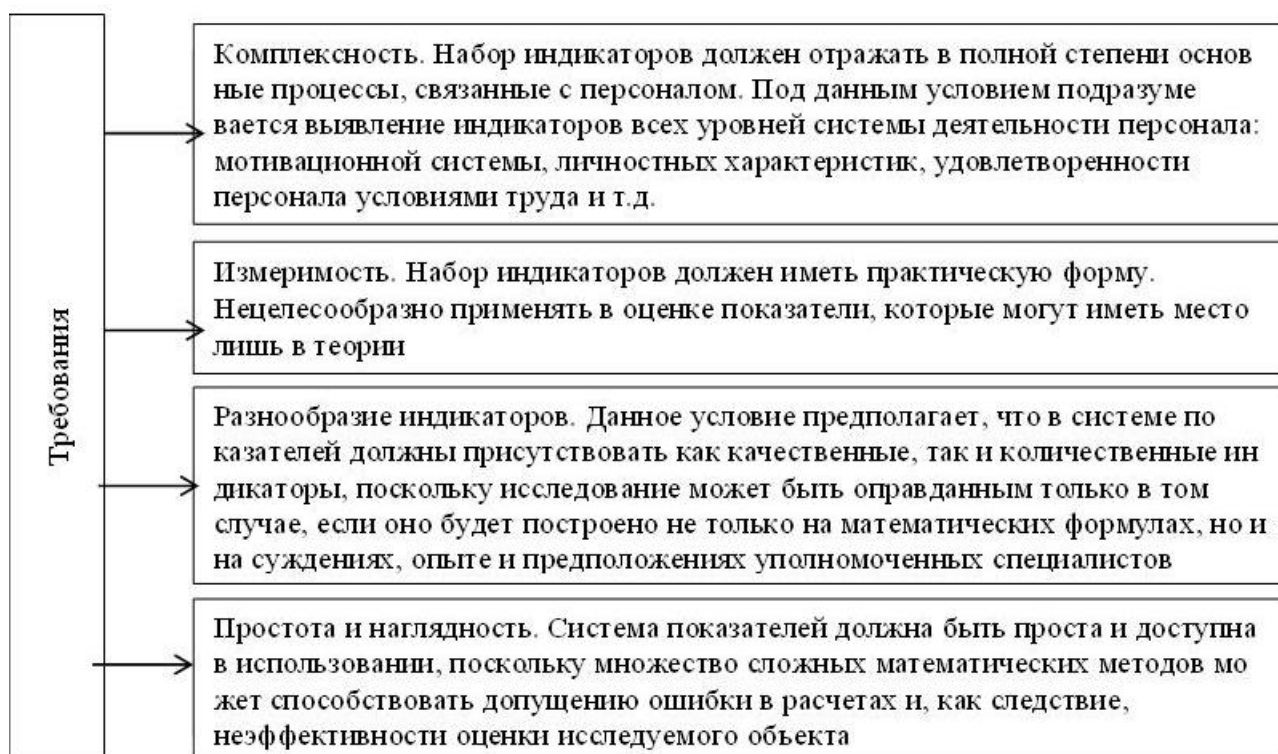 Требования
Комплексность. Набор индикаторов должен отражать в полной степени основ
ные процессы, связанные с персоналом. Под данным условием подразуме
вается выявление индикаторов всех уровней системы деятельности персонала:
мотивационной системы, личностных характеристик, удовлетворенности
персонала условиями труда и т.д.
Измеримость. Набор индикаторов должен иметь практическую форму.
Нецелесообразно применять в оценке показатели, которые могут иметь место
лишь в теории
Разнообразие индикаторов. Данное условие предполагает, что в системе по
казателей должны присутствовать как качественные, так и количественные ин
дикаторы, поскольку исследование может быть оправданным только в том
случае, если оно будет построено не только на математических формулах, но и
на суждениях, опыте и предположениях уполномоченных специалистов
Простота и наглядность. Система показателей должна быть проста и доступна
в использовании, поскольку множество сложных математических методов мо
жет способствовать допущению ошибки в расчетах и, как следствие,
неэффективности оценки исследуемого объекта